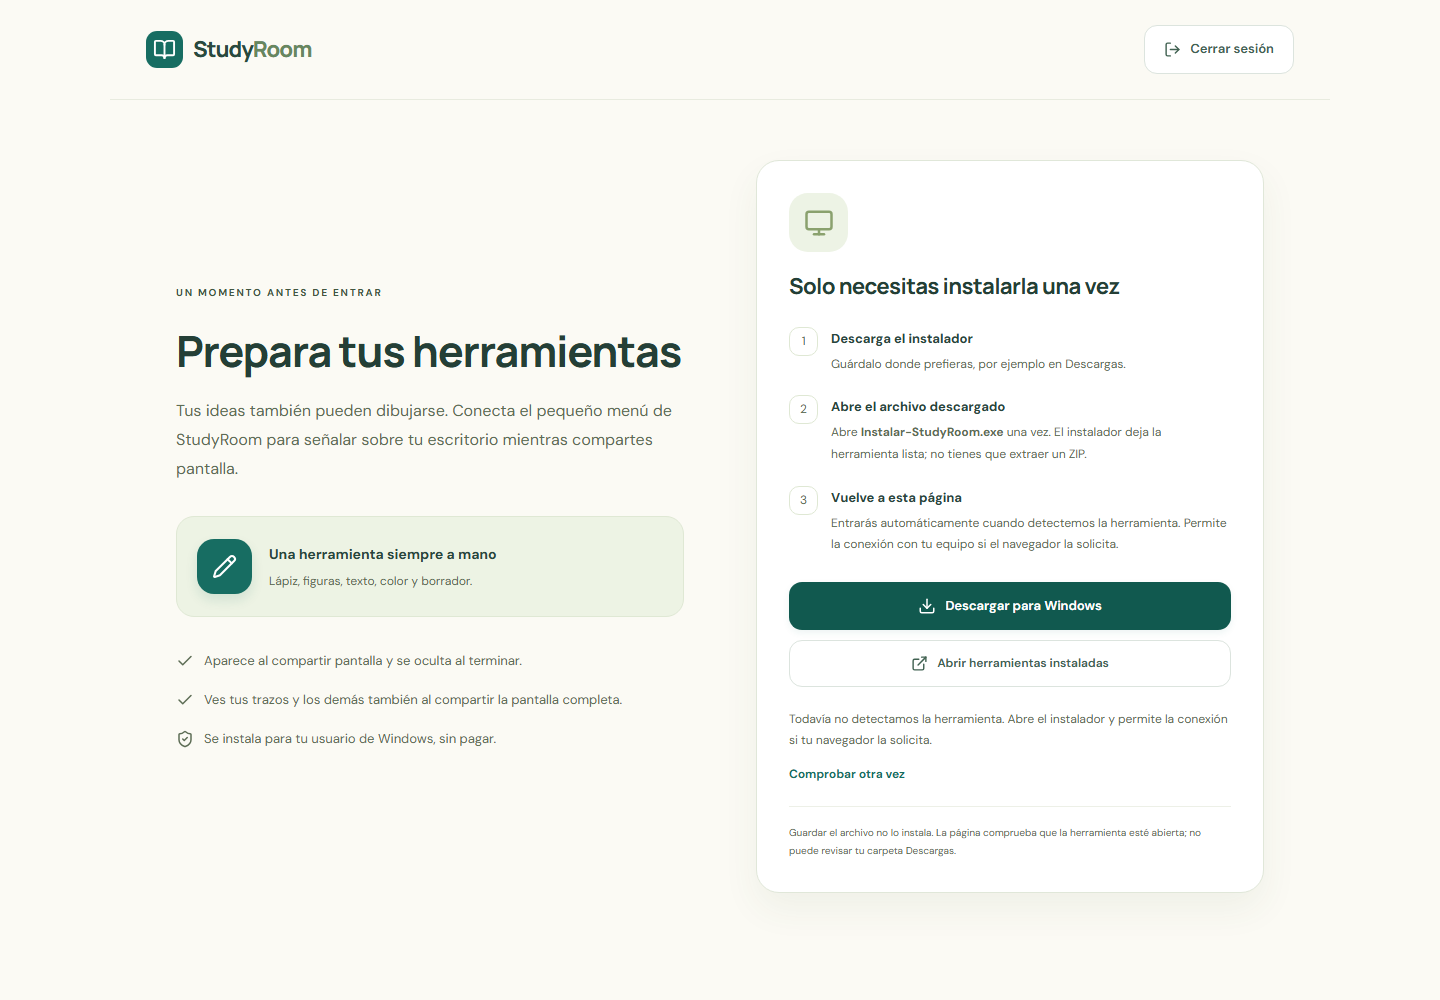 StudyRoom
Cerrar sesión
UN MOMENTO ANTES DE ENTRAR
Prepara tus herramientas
Tus ideas también pueden dibujarse. Conecta el pequeño menú de
StudyRoom para señalar sobre tu escritorio mientras compartes
pantalla.
Una herramienta siempre a mano
Lápiz, figuras, texto, color y borrador.
Aparece al compartir pantalla y se oculta al terminar.
Ves tus trazos y los demás también al compartir la pantalla completa.
Se instala para tu usuario de Windows, sin pagar.
Solo necesitas instalarla una vez
1
Descarga el instalador
Guárdalo donde prefieras, por ejemplo en Descargas.
2
Abre el archivo descargado
Abre Instalar-StudyRoom.exe una vez. El instalador deja la
herramienta lista; no tienes que extraer un ZIP.
3
Vuelve a esta página
Entrarás automáticamente cuando detectemos la herramienta. Permite
la conexión con tu equipo si el navegador la solicita.
Descargar para Windows
Abrir herramientas instaladas
Todavía no detectamos la herramienta. Abre el instalador y permite la conexión
si tu navegador la solicita.
Comprobar otra vez
Guardar el archivo no lo instala. La página comprueba que la herramienta esté abierta; no
puede revisar tu carpeta Descargas.